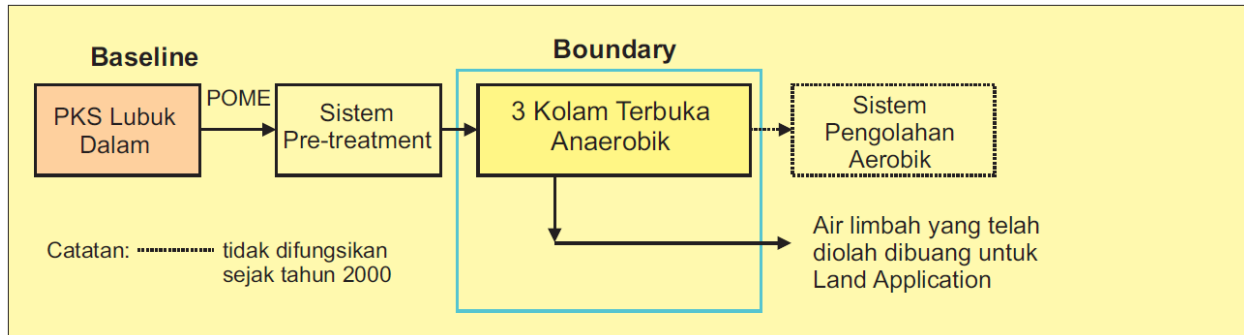 Baseline
Boundary
PKS Lubuk
Dalam
POME
Sistem
Pre-treatment
3 Kolam Terbuka
Anaerobik
Sistem
Pengolahan
Aerobik
Catatan: tidak difungsikan
sejak tahun 2000
Air limbah yang telah
diolah dibuang untuk
Land Application